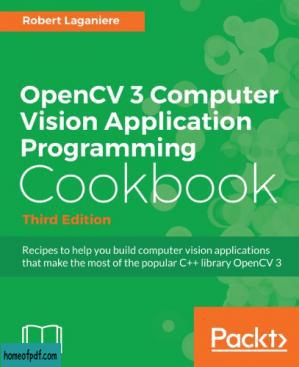 Robert Laganiere
OpenCV 3 Computer
Vision Application
Programming
Cookbook
Third Edition
Recipes to help you build computer vision applications
that make the most of the popular C++ library OpenCV 3
Packt>
homeofpdf.com